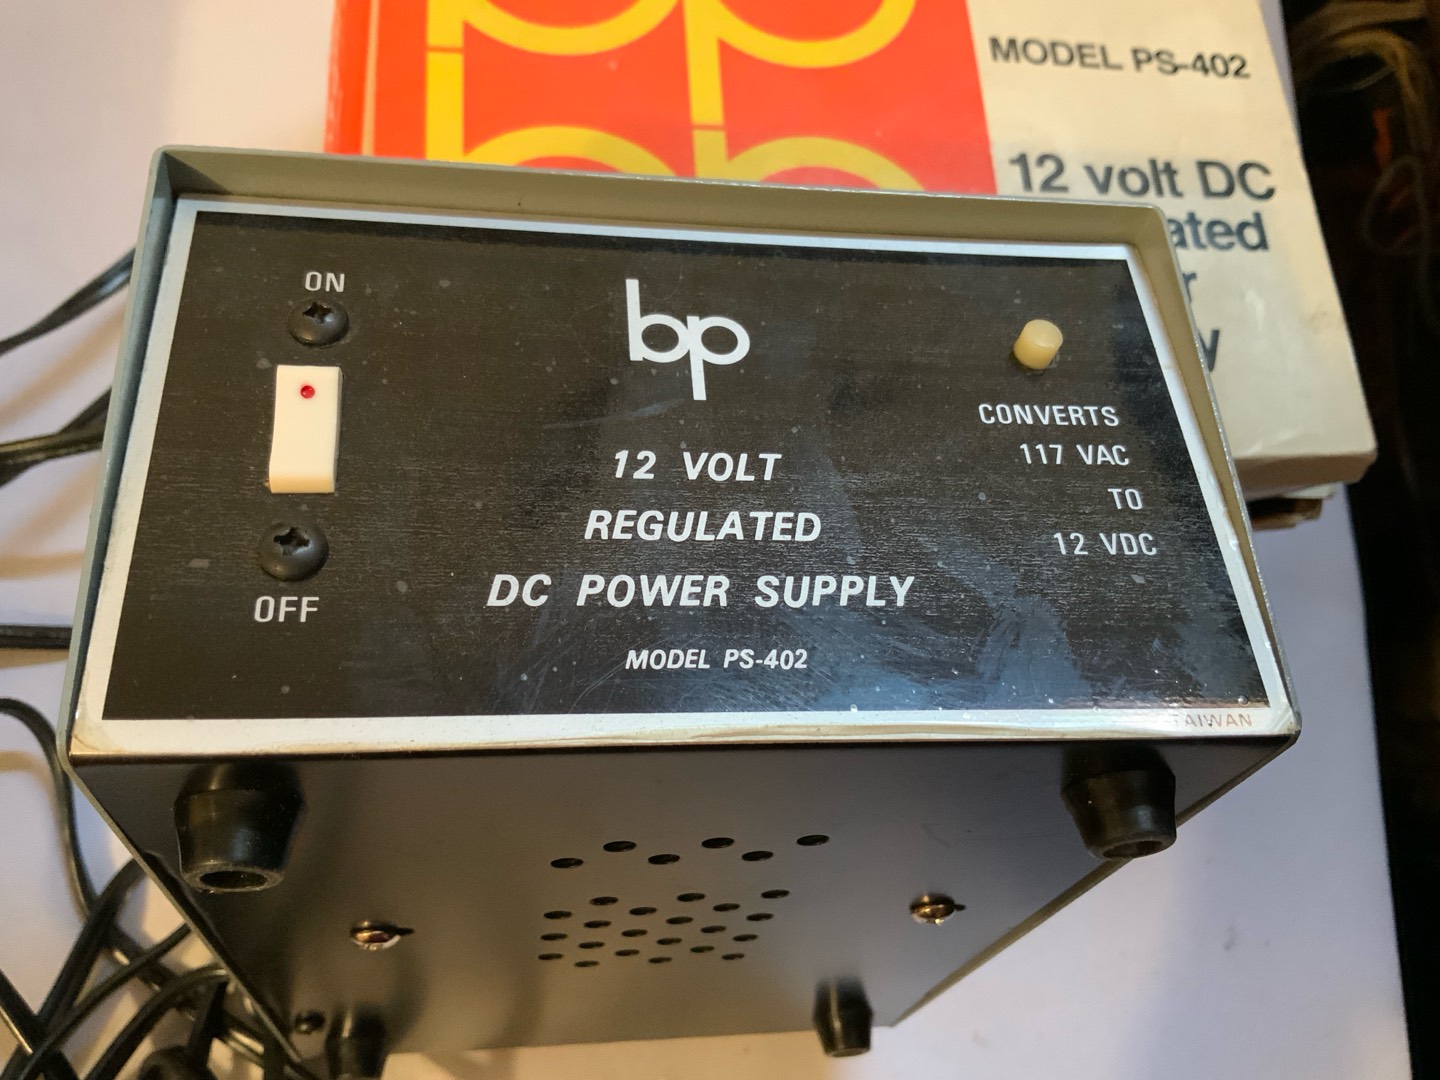 MODEL PS-402
12 volt DC
ON
bp
CONVERTS
117 VAC
TO
12 VDC
12 VOLT
REGULATED
DC POWER SUPPLY
MODEL PS-402
OFF
TAIWAN